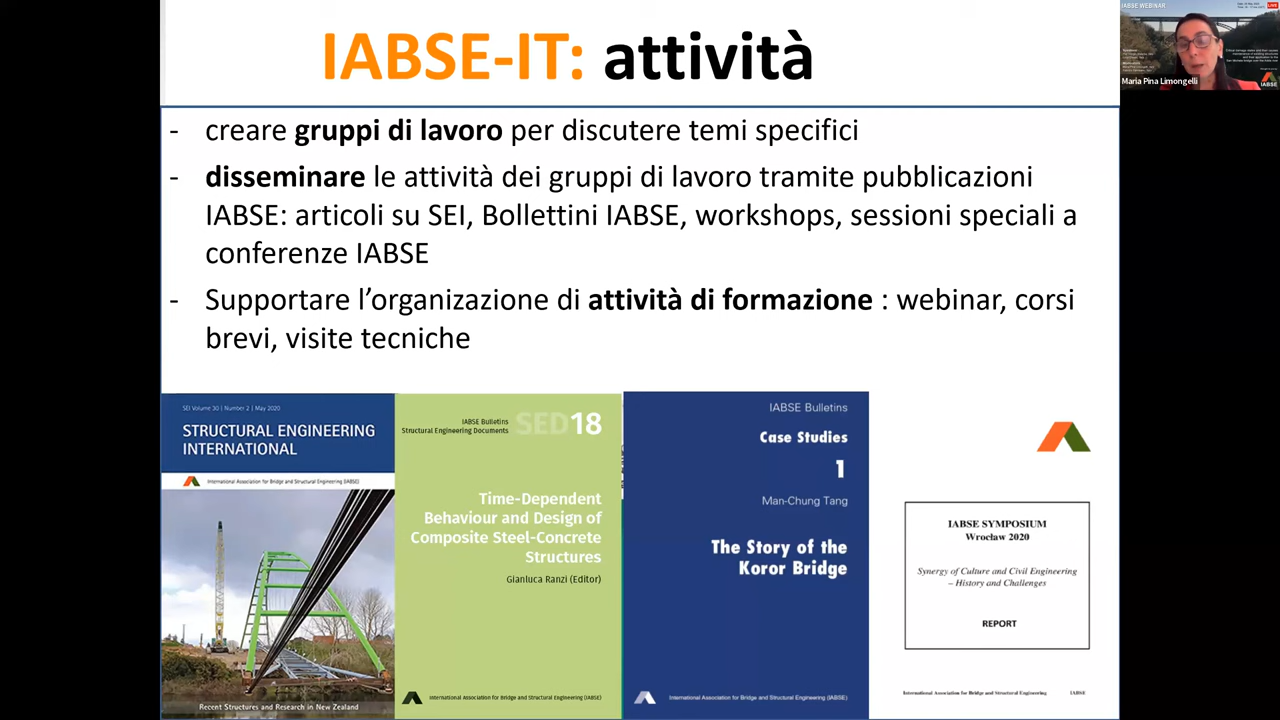 IABSE-IT: attività
- creare gruppi di lavoro per discutere temi specifici
- disseminare le attività dei gruppi di lavoro tramite pubblicazioni
IABSE: articoli su SEI, Bollettini IABSE, workshops, sessioni speciali a
conferenze IABSE
- Supportare l’organizazione di attività di formazione : webinar, corsi
brevi, visite tecniche
SEI Volume 30 | Number 2 | May 2020
STRUCTURAL ENGINEERING
INTERNATIONAL
International Association for Bridge and Structural Engineering (IABSE)
Recent Structures and Research in New Zealand
IABSE Bulletins
Structural Engineering Documents
SED18
Time-Dependent
Behaviour and Design of
Composite Steel-Concrete
Structures
Gianluca Ranzi (Editor)
International Association for Bridge and Structural Engineering (IABSE)
IABSE Bulletins
Case Studies
1
Man-Chung Tang
The Story of the
Koror Bridge
International Association for Bridge and Structural Engineering (IABSE)
IABSE SYMPOSIUM
Wrocław 2020
Synergy of Culture and Civil Engineering
– History and Challenges
REPORT
International Association for Bridge and Structural Engineering IABSE
IABSE WEBINAR
LIVE
IABSE
Maria Pina Limongelli